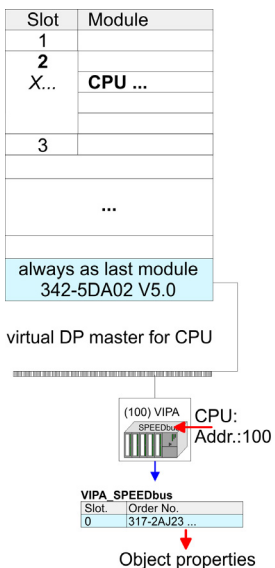 Slot Module
1
2
X... CPU ...
3
...
always as last module
342-5DA02 V5.0
virtual DP master for CPU
(100) VIPA
SPEEDbus
CPU:
Addr.:100
VIPA_SPEEDbus
Slot. Order No.
0 317-2AJ23 ...
Object properties